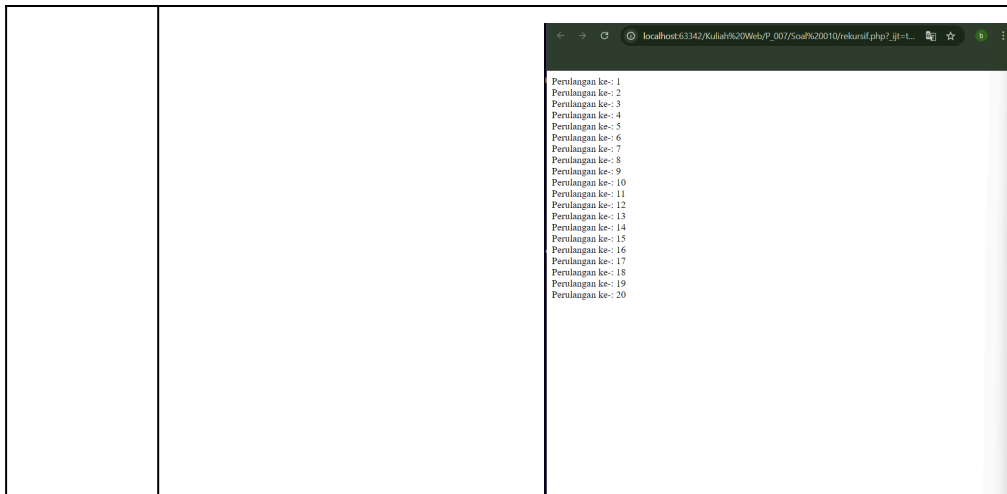 localhost:63342/Kuliah%20Web/P_007/Soal%20010/rekursif.php?_ijt=t...
b
Perulangan ke-: 1
Perulangan ke-: 2
Perulangan ke-: 3
Perulangan ke-: 4
Perulangan ke-: 5
Perulangan ke-: 6
Perulangan ke-: 7
Perulangan ke-: 8
Perulangan ke-: 9
Perulangan ke-: 10
Perulangan ke-: 11
Perulangan ke-: 12
Perulangan ke-: 13
Perulangan ke-: 14
Perulangan ke-: 15
Perulangan ke-: 16
Perulangan ke-: 17
Perulangan ke-: 18
Perulangan ke-: 19
Perulangan ke-: 20